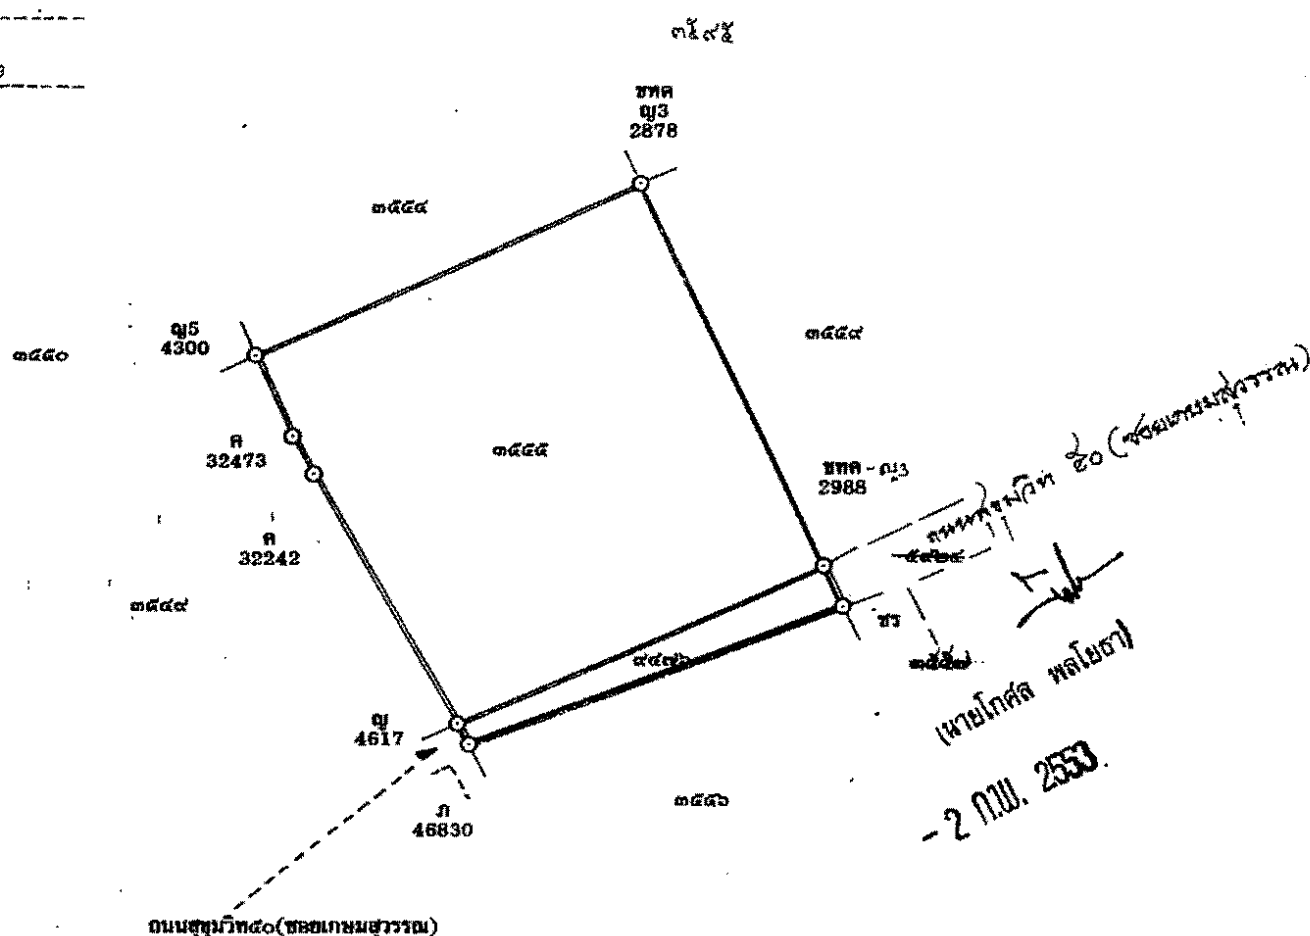 ๓๕๙๕
ชทค
ญ3
2878
๓๕๕๔
ญ5
4300
๓๕๕๐
๓๕๕๙
ค
32473
๓๕๕๕
ชทค - ญ3
2988
ถนนสุขุมวิท ๕๐ (ซอยเกษมสุวรรณ)
ค
32242
๓๕๔๙
ชร
๙๔๗๖
(นายโกศล พลโยธา)
- 2 ก.พ. 2553
ญ
4617
๓๕๕๖
ภ
46830
ถนนสุขุมวิท๕๐(ซอยเกษมสุวรรณ)